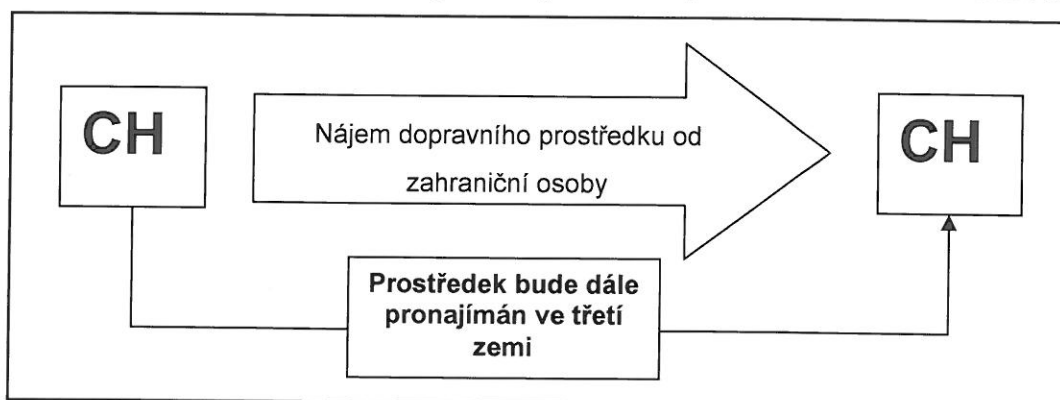 CH
Nájem dopravního prostředku od
zahraniční osoby
CH
Prostředek bude dále
pronajímán ve třetí
zemi